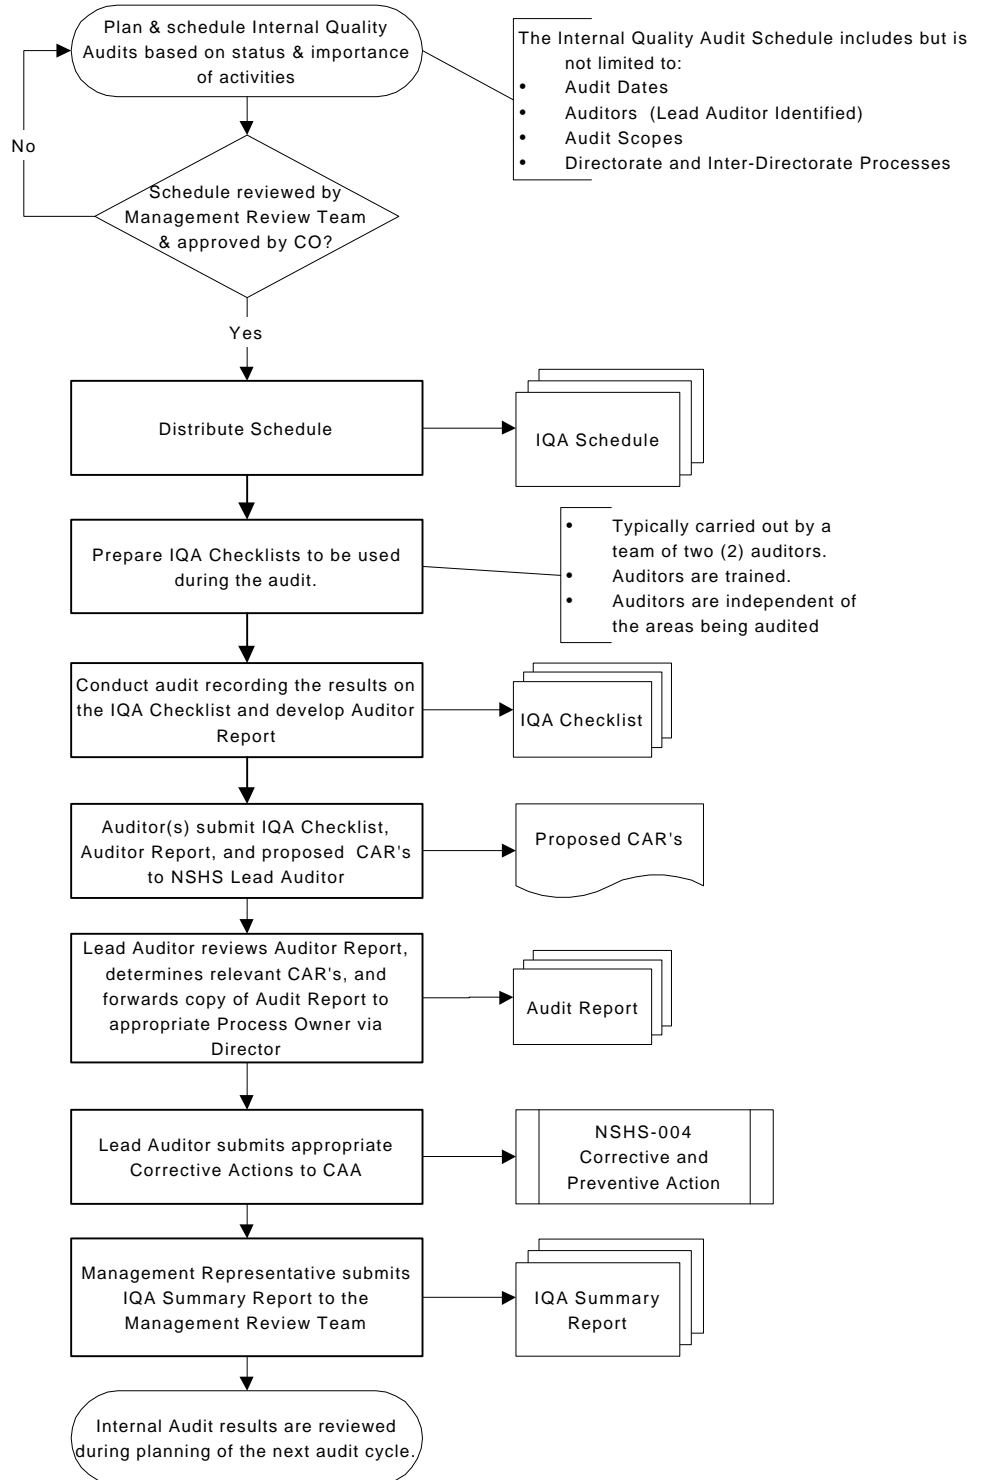 Plan & schedule Internal Quality
Audits based on status & importance
of activities
The Internal Quality Audit Schedule includes but is
not limited to:
• Audit Dates
• Auditors (Lead Auditor Identified)
• Audit Scopes
• Directorate and Inter-Directorate Processes
No
Schedule reviewed by
Management Review Team
& approved by CO?
Yes
Distribute Schedule
IQA Schedule
Prepare IQA Checklists to be used
during the audit.
• Typically carried out by a
team of two (2) auditors.
• Auditors are trained.
• Auditors are independent of
the areas being audited
Conduct audit recording the results on
the IQA Checklist and develop Auditor
Report
IQA Checklist
Auditor(s) submit IQA Checklist,
Auditor Report, and proposed CAR's
to NSHS Lead Auditor
Proposed CAR's
Lead Auditor reviews Auditor Report,
determines relevant CAR's, and
forwards copy of Audit Report to
appropriate Process Owner via
Director
Audit Report
Lead Auditor submits appropriate
Corrective Actions to CAA
NSHS-004
Corrective and
Preventive Action
Management Representative submits
IQA Summary Report to the
Management Review Team
IQA Summary
Report
Internal Audit results are reviewed
during planning of the next audit cycle.